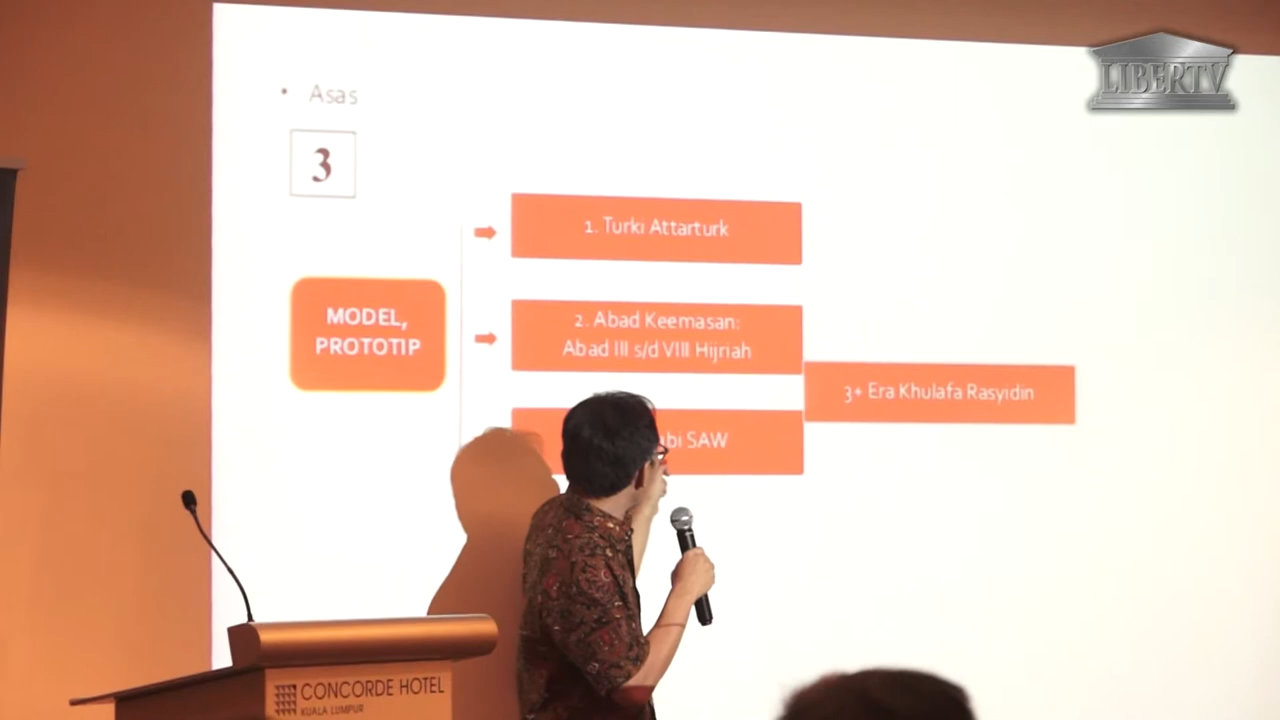 LIBERTV
• Asas
3
1. Turki Attarturk
MODEL,
PROTOTIP
2. Abad Keemasan:
Abad III s/d VIII Hijriah
3+ Era Khulafa Rasyidin
SAW
CONCORDE HOTEL
KUALA LUMPUR